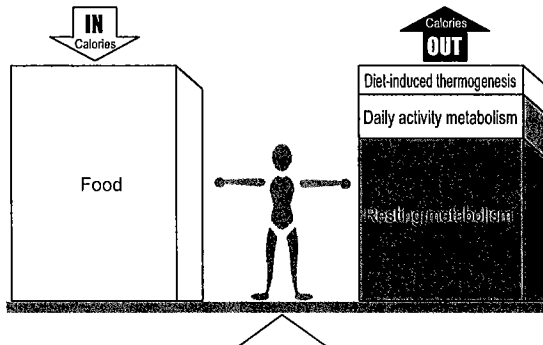 IN
Calories
Calories
OUT
Diet-induced thermogenesis
Daily activity metabolism
Food
Resting metabolism